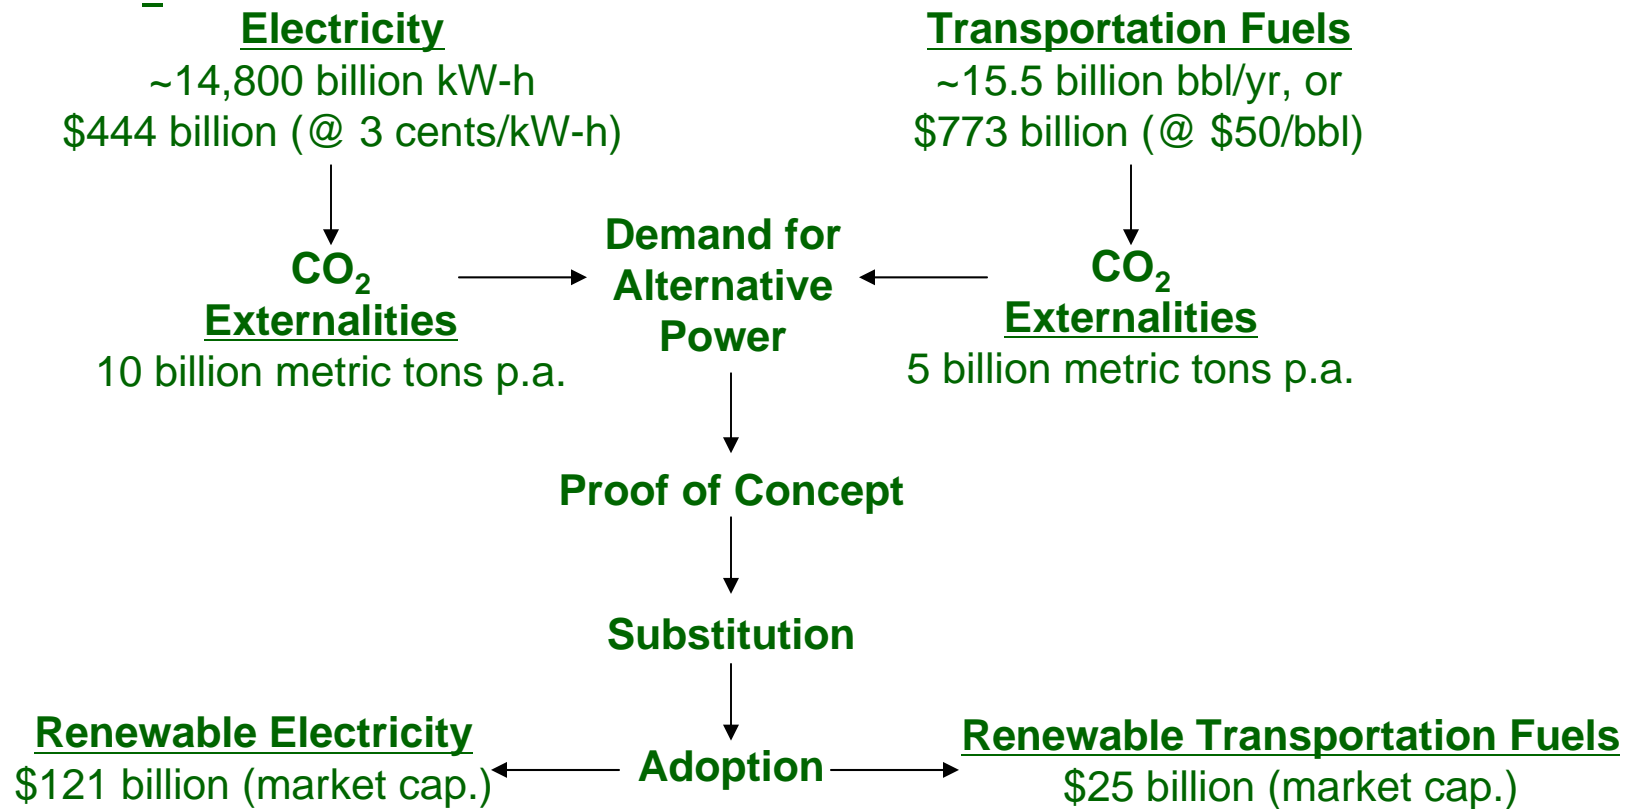 Electricity
~14,800 billion kW-h
$444 billion (@ 3 cents/kW-h)
Transportation Fuels
~15.5 billion bbl/yr, or
$773 billion (@ $50/bbl)
CO2
Externalities
10 billion metric tons p.a.
Demand for
Alternative
Power
CO2
Externalities
5 billion metric tons p.a.
Proof of Concept
Substitution
Adoption
Renewable Electricity
$121 billion (market cap.)
Renewable Transportation Fuels
$25 billion (market cap.)